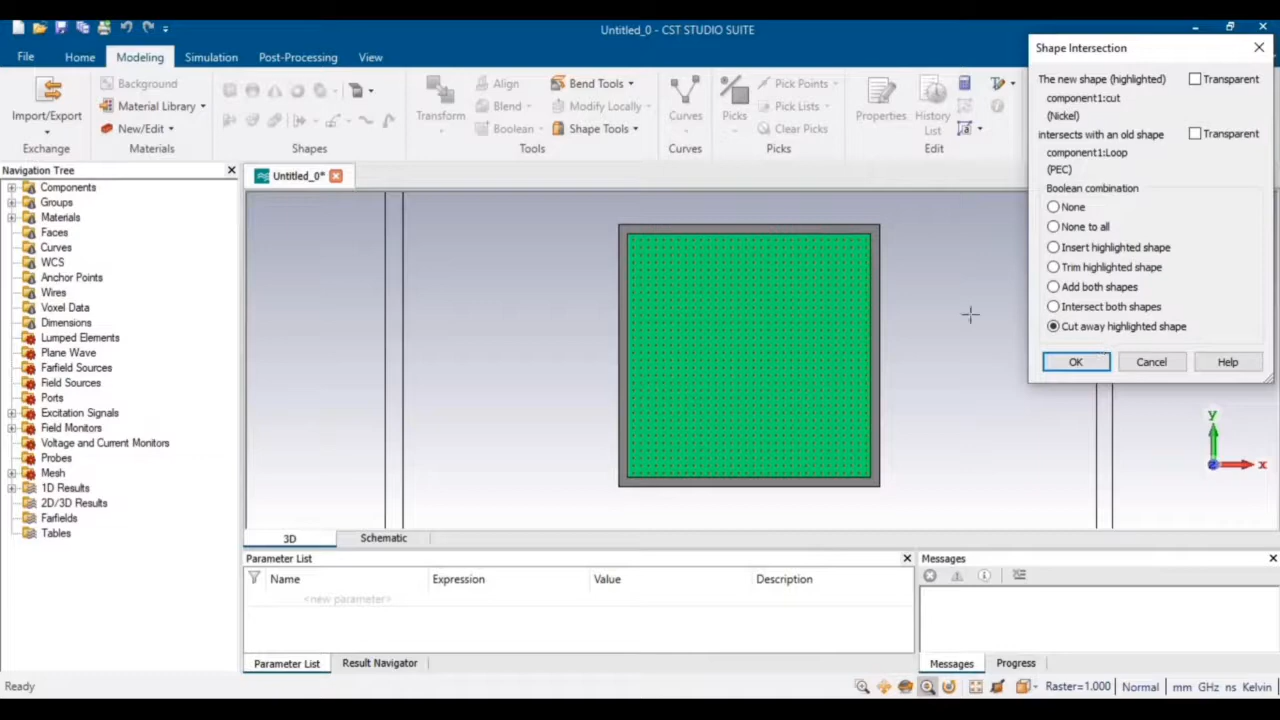 Untitled_0 - CST STUDIO SUITE
File Home Modeling Simulation Post-Processing View
Import/Export
Exchange
Background
Material Library
New/Edit
Materials
Shapes
Transform
Align
Blend
Boolean
Bend Tools
Modify Locally
Shape Tools
Tools
Curves
Curves
Picks
Pick Points
Pick Lists
Clear Picks
Picks
Properties
History
List
Edit
Shape Intersection
The new shape (highlighted)
Transparent
component1:cut
(Nickel)
intersects with an old shape
Transparent
component1:Loop
(PEC)
Boolean combination
None
None to all
Insert highlighted shape
Trim highlighted shape
Add both shapes
Intersect both shapes
Cut away highlighted shape
OK Cancel Help
Navigation Tree
Components
Groups
Materials
Faces
Curves
WCS
Anchor Points
Wires
Voxel Data
Dimensions
Lumped Elements
Plane Wave
Farfield Sources
Field Sources
Ports
Excitation Signals
Field Monitors
Voltage and Current Monitors
Probes
Mesh
1D Results
2D/3D Results
Farfields
Tables
Untitled_0*
y
x
3D Schematic
Parameter List
Name Expression Value Description
<new parameter>
Parameter List Result Navigator
Messages
Messages Progress
Ready
Raster=1.000 Normal mm GHz ns Kelvin